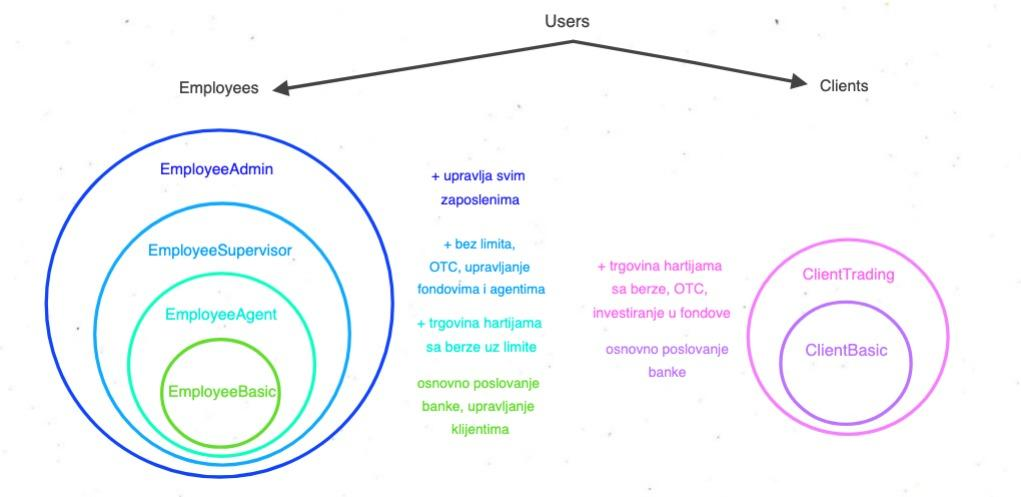 Users
Employees
Clients
EmployeeAdmin
+ upravlja svim
zaposlenima
EmployeeSupervisor
+ bez limita,
OTC, upravljanje
fondovima i agentima
EmployeeAgent
+ trgovina hartijama
sa berze uz limite
EmployeeBasic
osnovno poslovanje
banke, upravljanje
klijentima
+ trgovina hartijama
sa berze, OTC,
investiranje u fondove
ClientTrading
osnovno poslovanje
banke
ClientBasic